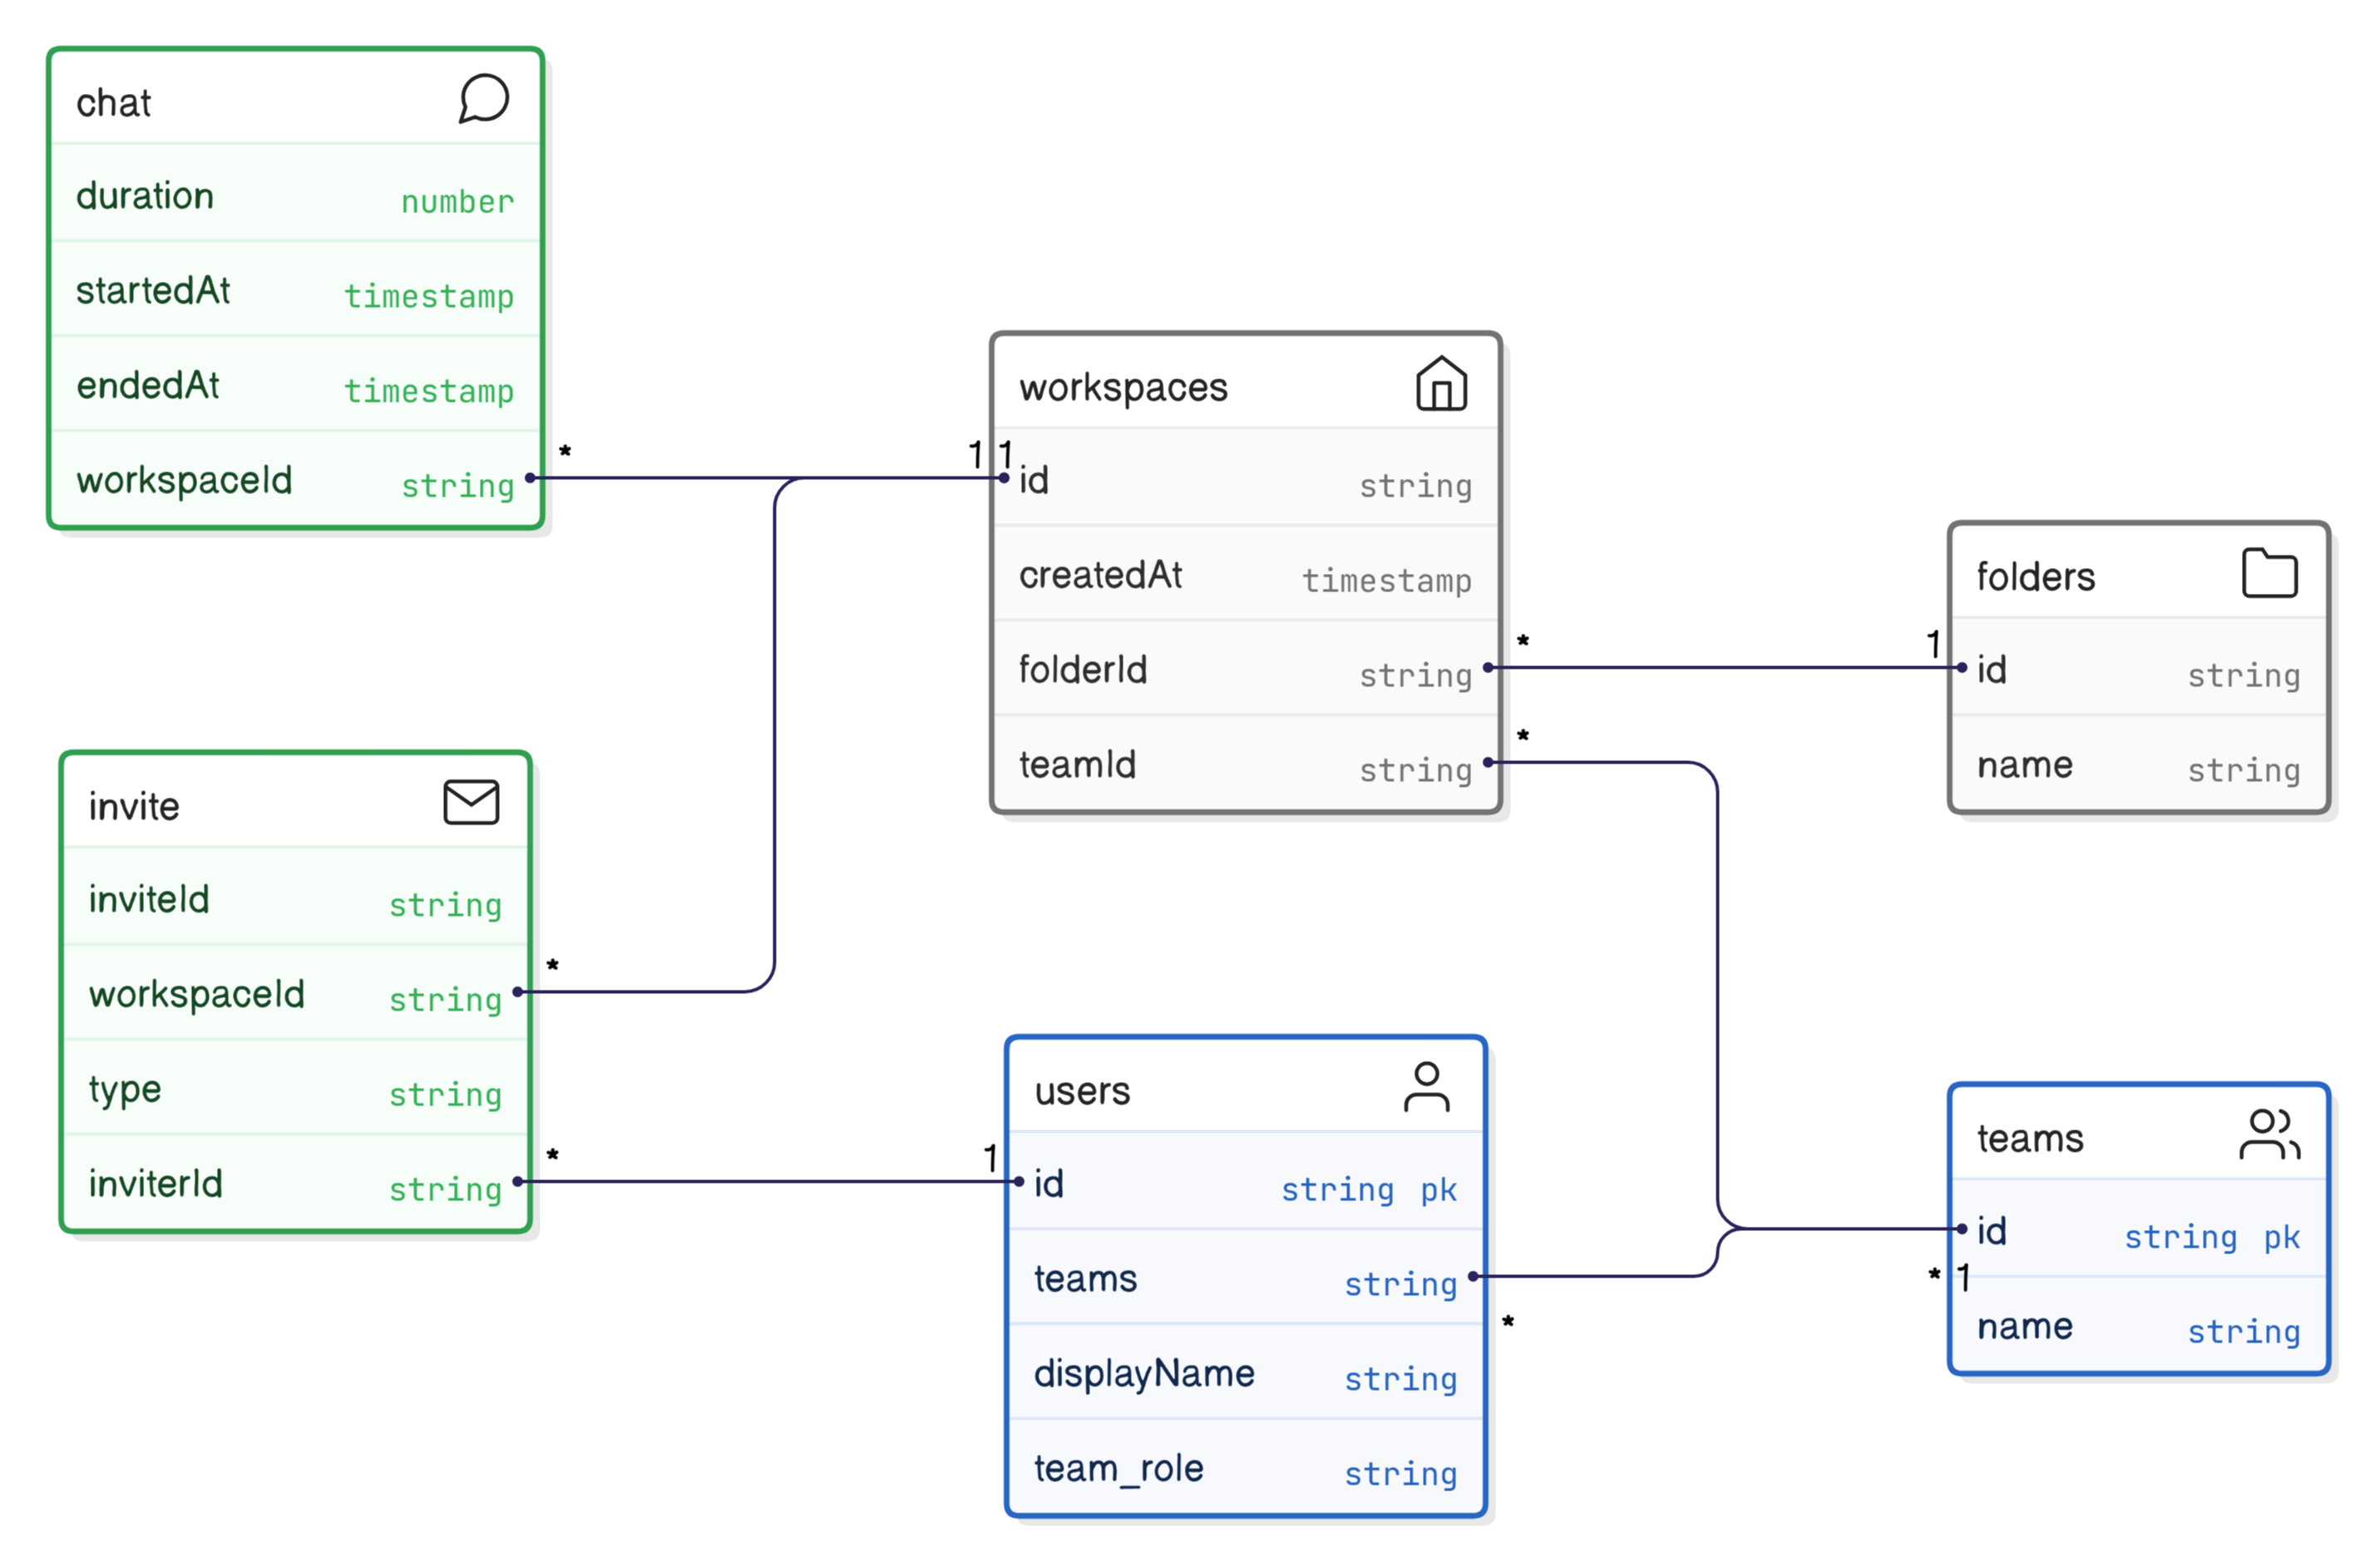 chat
duration number
startedAt timestamp
endedAt timestamp
workspaceId string
*
1 1
workspaces
id string
createdAt timestamp
folderId string
teamId string
*
1
*
folders
id string
name string
invite
inviteId string
workspaceId string
type string
inviterId string
*
*
1
users
id string pk
teams string
displayName string
team_role string
*
* 1
teams
id string pk
name string